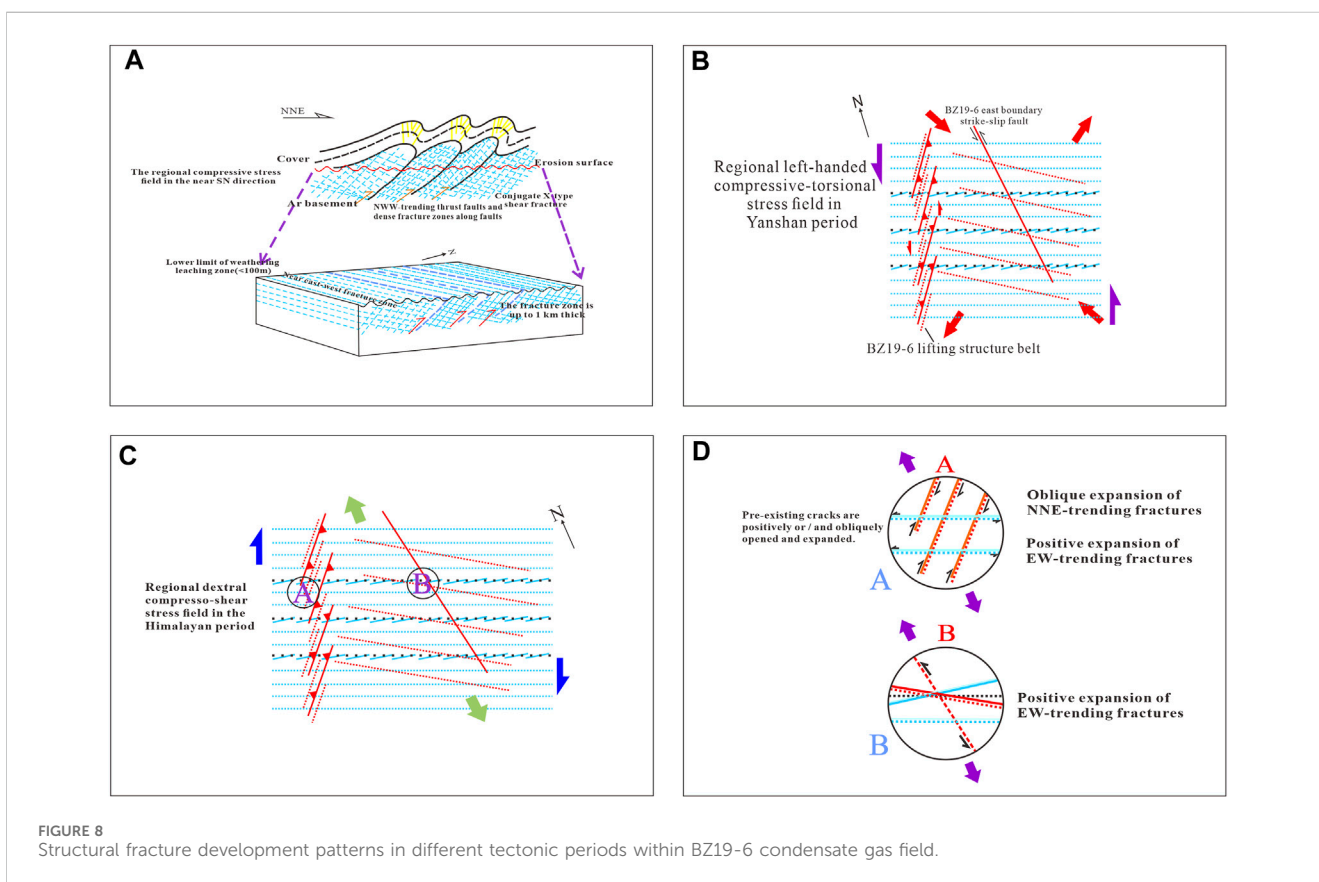 A
NNE
Cover
Erosion surface
The regional compressive stress
field in the near SN direction
Ar basement
Conjugate X-type
shear fracture
NWW-trending thrust faults and
dense fracture zones along faults
Lower limit of weathering
leaching zone(<100m)
Z
Near east-west fracture zone
The fracture zone is
up to 1 km thick
B
N
BZ19-6 east boundary
strike-slip fault
Regional left-handed
compressive-torsional
stress field in
Yanshan period
BZ19-6 lifting structure belt
C
N
A
B
Regional dextral
compresso-shear
stress field in the
Himalayan period
D
A
Pre-existing cracks are
positively or / and obliquely
opened and expanded.
Oblique expansion of
NNE-trending fractures
Positive expansion of
EW-trending fractures
A
B
Positive expansion of
EW-trending fractures
B
FIGURE 8
Structural fracture development patterns in different tectonic periods within BZ19-6 condensate gas field.